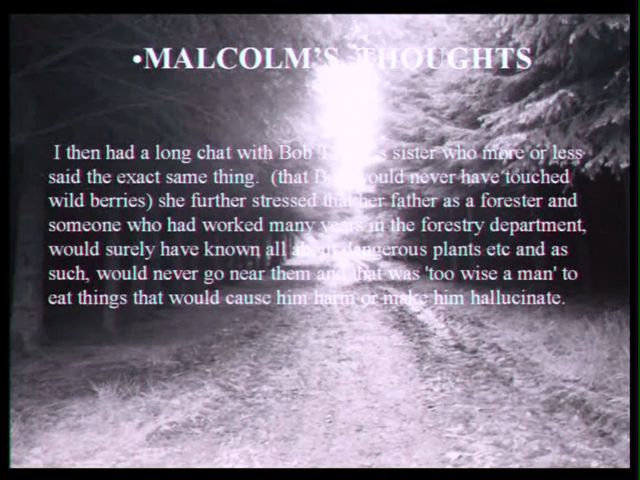 •MALCOLM'S THOUGHTS
I then had a long chat with Bob sister who more or less
said the exact same thing. (that would never have touched
wild berries) she further stressed that her father as a forester and
someone who had worked many years in the forestry department,
would surely have known all about dangerous plants etc and as
such, would never go near them and that was 'too wise a man' to
eat things that would cause him harm or make him hallucinate.